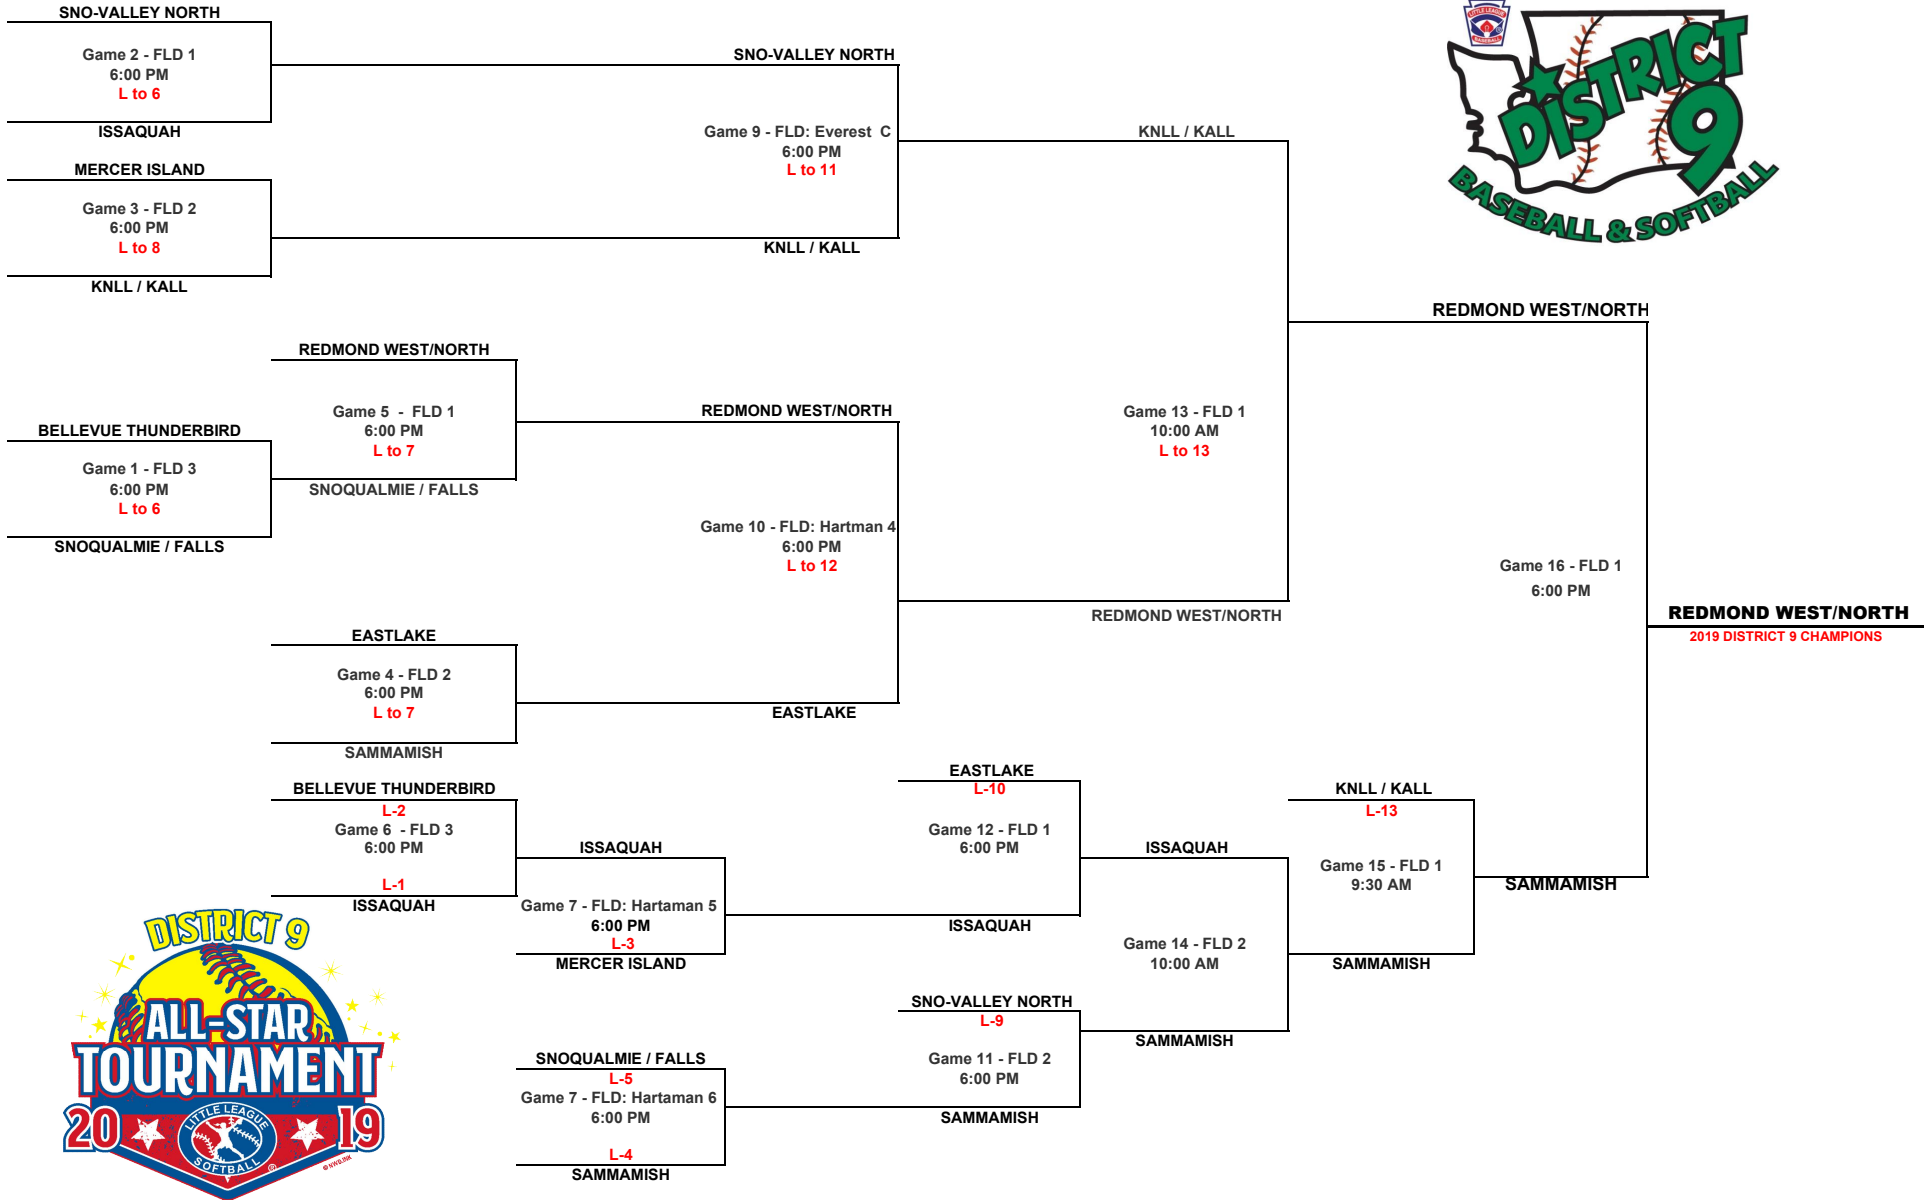 SNO-VALLEY NORTH
Game 2 - FLD 1
6:00 PM
L to 6
ISSAQUAH
MERCER ISLAND
Game 3 - FLD 2
6:00 PM
L to 8
KNLL / KALL
SNO-VALLEY NORTH
Game 9 - FLD: Everest C
6:00 PM
L to 11
KNLL / KALL
KNLL / KALL
LITTLE LEAGUE
BASEBALL
DISTRICT
9
BASEBALL & SOFTBALL
REDMOND WEST/NORTH
REDMOND WEST/NORTH
Game 5 - FLD 1
6:00 PM
L to 7
SNOQUALMIE / FALLS
BELLEVUE THUNDERBIRD
Game 1 - FLD 3
6:00 PM
L to 6
SNOQUALMIE / FALLS
REDMOND WEST/NORTH
Game 10 - FLD: Hartman 4
6:00 PM
L to 12
EASTLAKE
Game 13 - FLD 1
10:00 AM
L to 13
REDMOND WEST/NORTH
Game 16 - FLD 1
6:00 PM
REDMOND WEST/NORTH
2019 DISTRICT 9 CHAMPIONS
EASTLAKE
Game 4 - FLD 2
6:00 PM
L to 7
SAMMAMISH
BELLEVUE THUNDERBIRD
L-2
Game 6 - FLD 3
6:00 PM
L-1
ISSAQUAH
ISSAQUAH
Game 7 - FLD: Hartaman 5
6:00 PM
L-3
MERCER ISLAND
EASTLAKE
L-10
Game 12 - FLD 1
6:00 PM
ISSAQUAH
ISSAQUAH
Game 14 - FLD 2
10:00 AM
SAMMAMISH
KNLL / KALL
L-13
Game 15 - FLD 1
9:30 AM
SAMMAMISH
SAMMAMISH
SNO-VALLEY NORTH
L-9
Game 11 - FLD 2
6:00 PM
SAMMAMISH
SNOQUALMIE / FALLS
L-5
Game 7 - FLD: Hartaman 6
6:00 PM
L-4
SAMMAMISH
DISTRICT 9
ALL-STAR
TOURNAMENT
2019
LITTLE LEAGUE
SOFTBALL
®